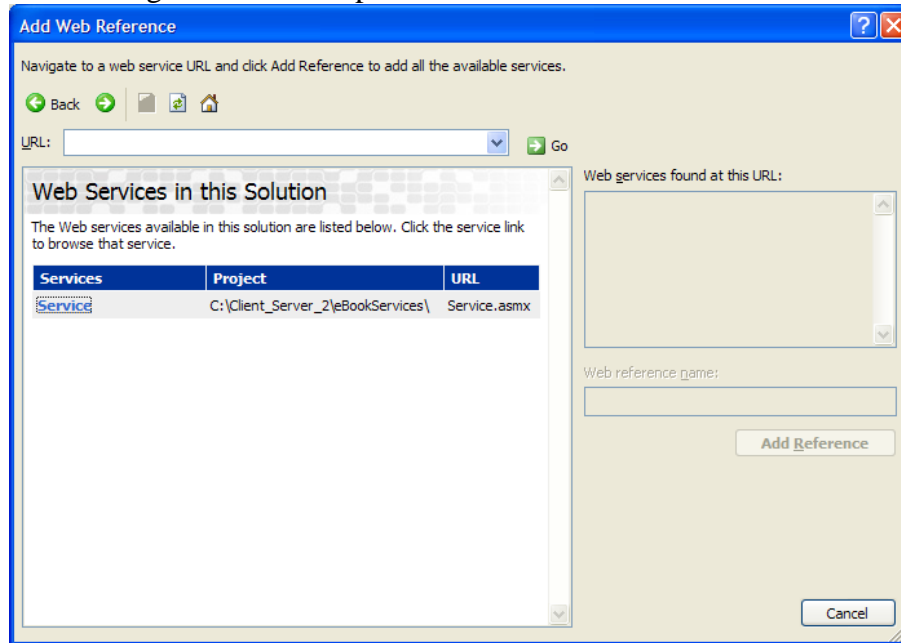 Add Web Reference
Navigate to a web service URL and click Add Reference to add all the available services.
Back
URL:
Go
Web Services in this Solution
The Web services available in this solution are listed below. Click the service link
to browse that service.
Services Project URL
Service C:\Client_Server_2\eBookServices\ Service.asmx
Web services found at this URL:
Web reference name:
Add Reference
Cancel